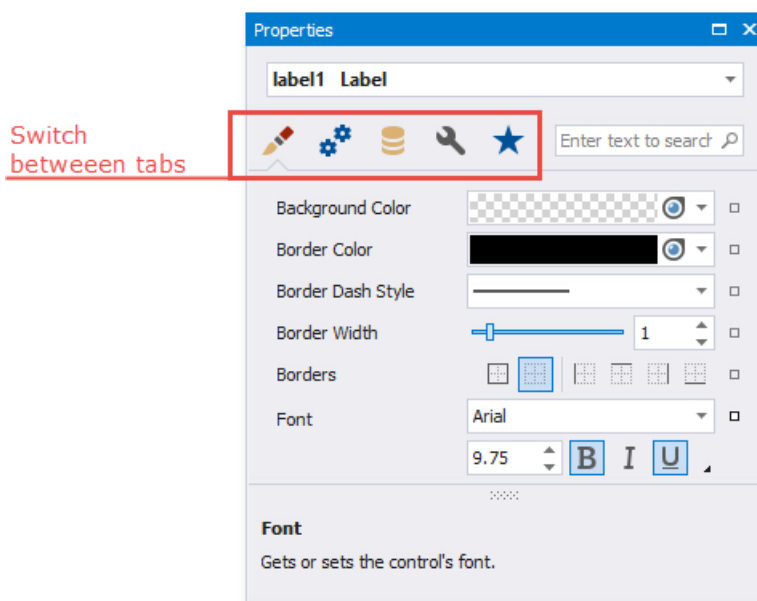 Properties
label1 Label
Switch
betweeen tabs
Enter text to search
Background Color
Border Color
Border Dash Style
Border Width 1
Borders
Font Arial
9.75 B I U
Font
Gets or sets the control's font.